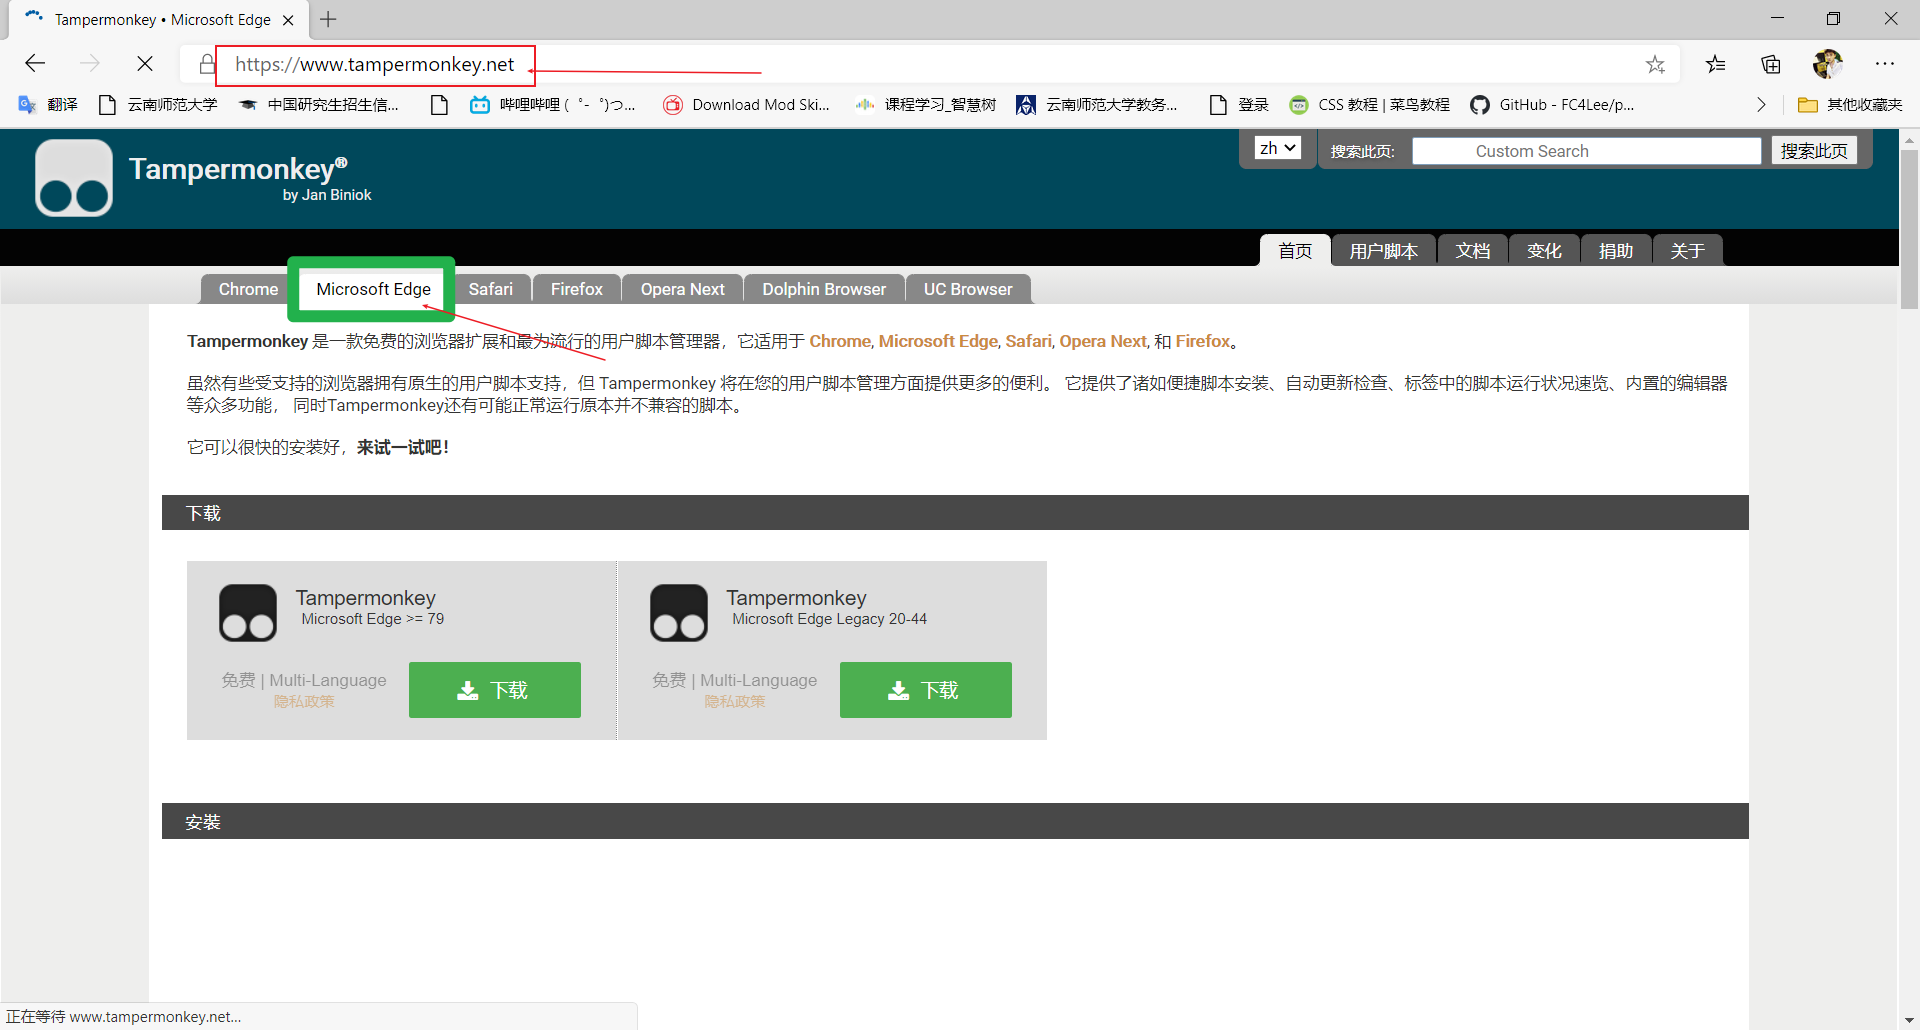 Tampermonkey • Microsoft Edge
https://www.tampermonkey.net
翻译 云南师范大学 中国研究生招生信... 哔哩哔哩 (゜-゜)つ... Download Mod Ski... 课程学习_智慧树 云南师范大学教务... 登录 CSS 教程 | 菜鸟教程 GitHub - FC4Lee/p... 其他收藏夹
Tampermonkey®
by Jan Biniok
zh 搜索此页: Custom Search 搜索此页
首页 用户脚本 文档 变化 捐助 关于
Chrome Microsoft Edge Safari Firefox Opera Next Dolphin Browser UC Browser
Tampermonkey 是一款免费的浏览器扩展和最为流行的用户脚本管理器，它适用于 Chrome, Microsoft Edge, Safari, Opera Next, 和 Firefox。
虽然有些受支持的浏览器拥有原生的用户脚本支持，但 Tampermonkey 将在您的用户脚本管理方面提供更多的便利。 它提供了诸如便捷脚本安装、自动更新检查、标签中的脚本运行状况速览、内置的编辑器
等众多功能， 同时Tampermonkey还有可能正常运行原本并不兼容的脚本。
它可以很快的安装好，来试一试吧！
下载
Tampermonkey
Microsoft Edge >= 79
免费 | Multi-Language
隐私政策
下载
Tampermonkey
Microsoft Edge Legacy 20-44
免费 | Multi-Language
隐私政策
下载
安裝
正在等待 www.tampermonkey.net...